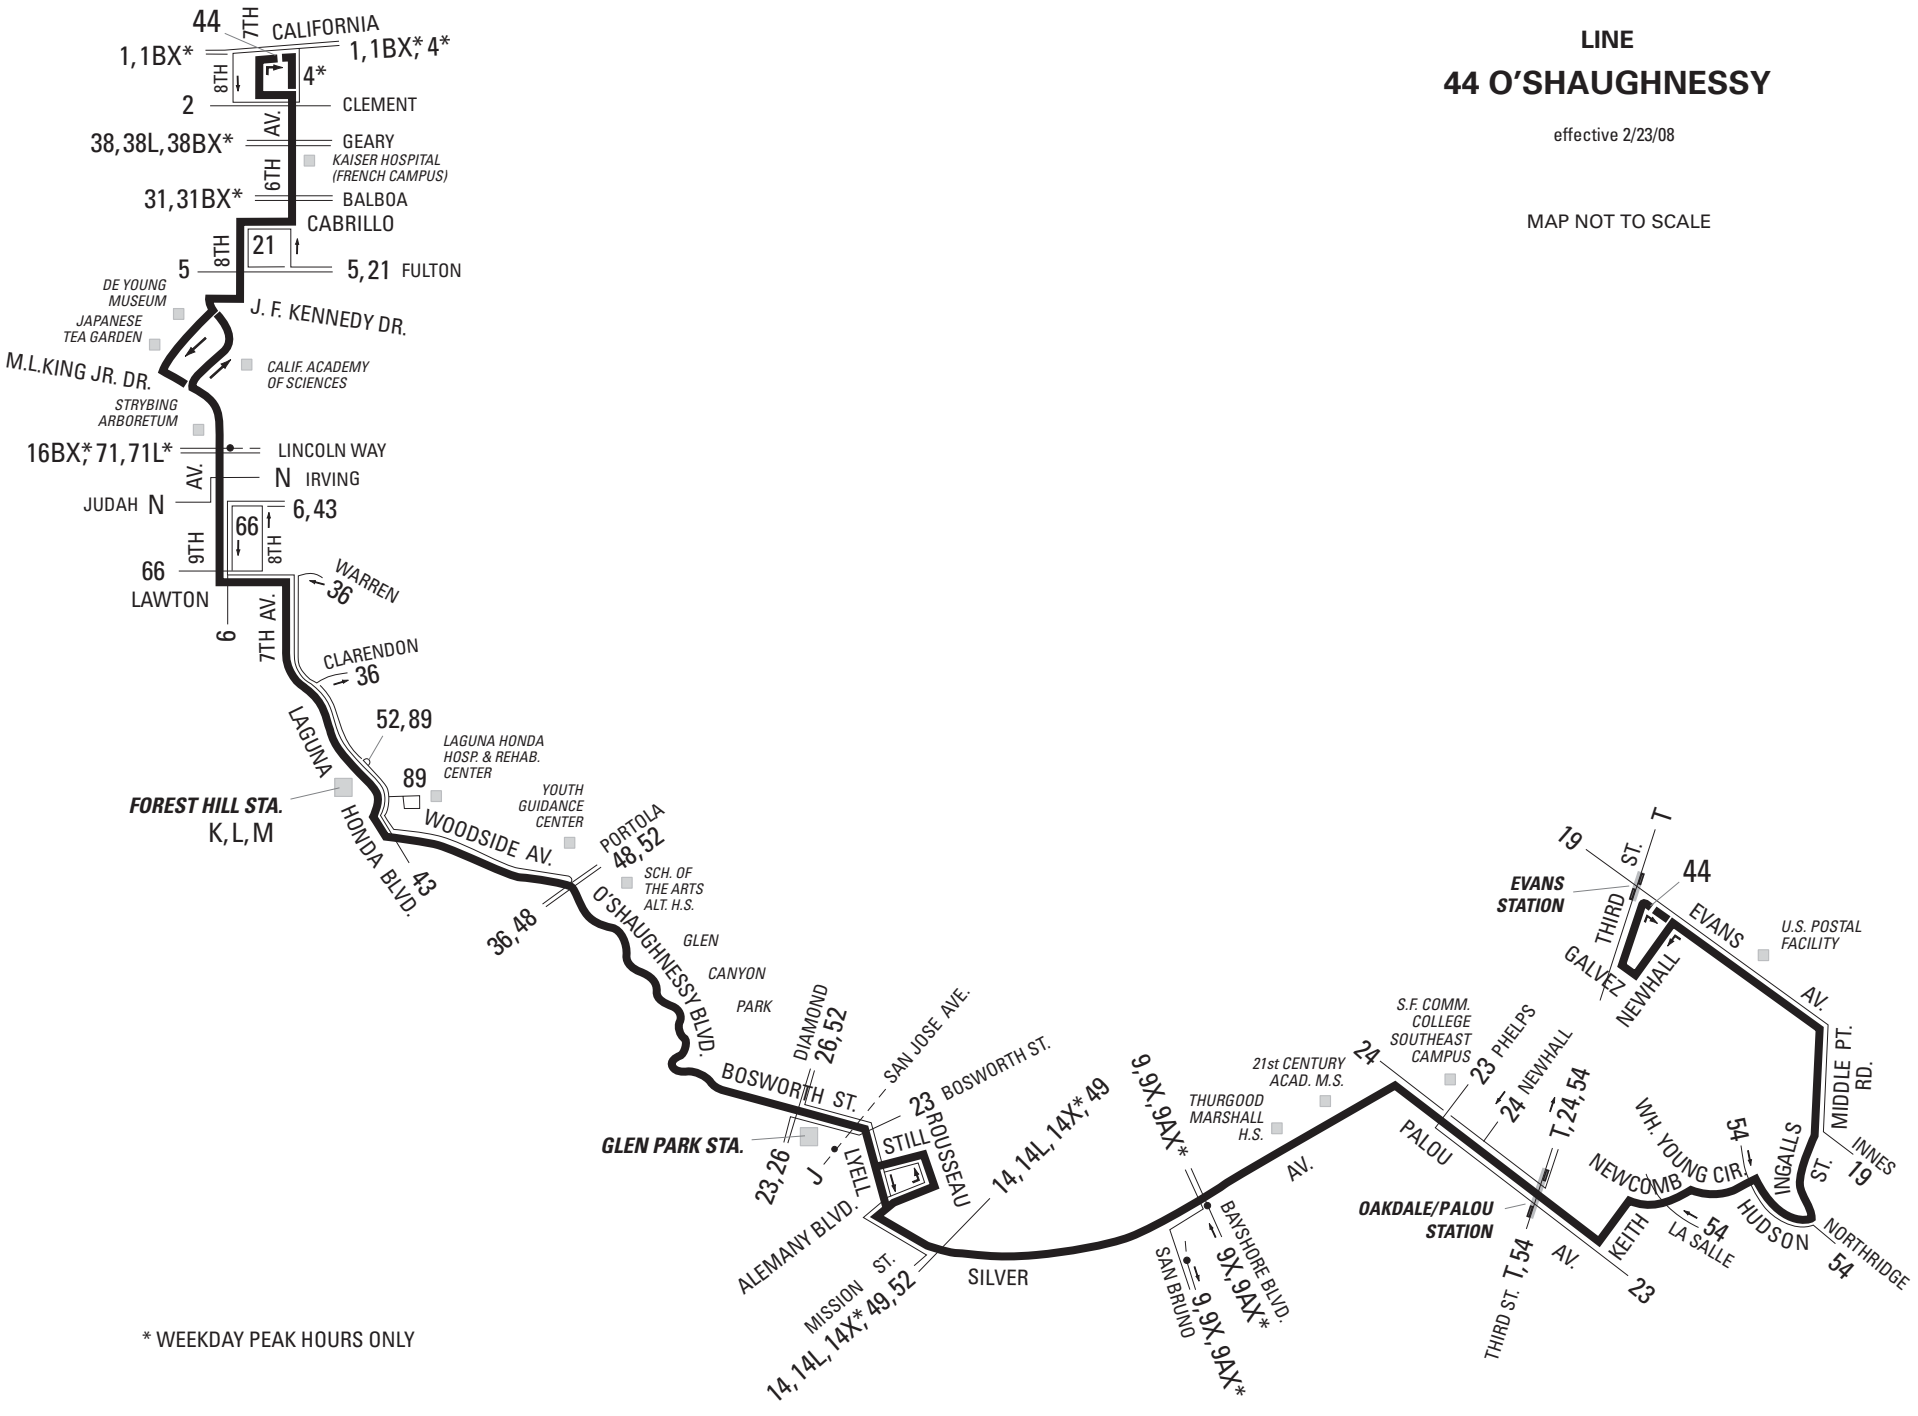 LINE
44 O'SHAUGHNESSY
effective 2/23/08
MAP NOT TO SCALE
44
7TH
CALIFORNIA
1,1BX*
1,1BX*, 4*
8TH
4*
2
CLEMENT
AV.
38,38L,38BX*
GEARY
KAISER HOSPITAL
(FRENCH CAMPUS)
6TH
31,31BX*
BALBOA
CABRILLO
8TH
21
5
5,21 FULTON
DE YOUNG
MUSEUM
J. F. KENNEDY DR.
JAPANESE
TEA GARDEN
M.L.KING JR. DR.
CALIF. ACADEMY
OF SCIENCES
STRYBING
ARBORETUM
16BX*, 71, 71L*
LINCOLN WAY
AV.
N IRVING
JUDAH N
6,43
66
9TH
8TH
66
LAWTON
WARREN
36
6
7TH AV.
CLARENDON
36
LAGUNA
52,89
LAGUNA HONDA
HOSP. & REHAB.
CENTER
89
FOREST HILL STA.
K, L, M
HONDA BLVD.
WOODSIDE AV.
YOUTH
GUIDANCE
CENTER
43
PORTOLA
48,52
SCH. OF
THE ARTS
ALT. H.S.
36,48
O'SHAUGHNESSY BLVD.
GLEN
CANYON
PARK
DIAMOND
26,52
SAN JOSE AVE.
BOSWORTH ST.
23 BOSWORTH ST.
GLEN PARK STA.
23,26
J
LYELL
STILL
ROUSSEAU
ALEMANY BLVD.
14, 14L, 14X*, 49
MISSION ST.
14, 14L, 14X*, 49, 52
SILVER
AV.
9,9X,9AX*
BAYSHORE BLVD.
9X,9AX*
SAN BRUNO
9,9X,9AX*
THURGOOD
MARSHALL
H.S.
21st CENTURY
ACAD. M.S.
24
S.F. COMM.
COLLEGE
SOUTHEAST
CAMPUS
23 PHELPS
24 NEWHALL
T,24,54
PALOU
AV.
OAKDALE/PALOU
STATION
THIRD ST. T,54
23
KEITH
NEWCOMB
WH. YOUNG CIR.
54
54
LA SALLE
HUDSON
INGALLS
ST.
NORTHRIDGE
54
INNES
19
MIDDLE PT.
RD.
19
THIRD
ST.
T
EVANS
STATION
44
EVANS
AV.
U.S. POSTAL
FACILITY
GALVEZ
NEWHALL
* WEEKDAY PEAK HOURS ONLY